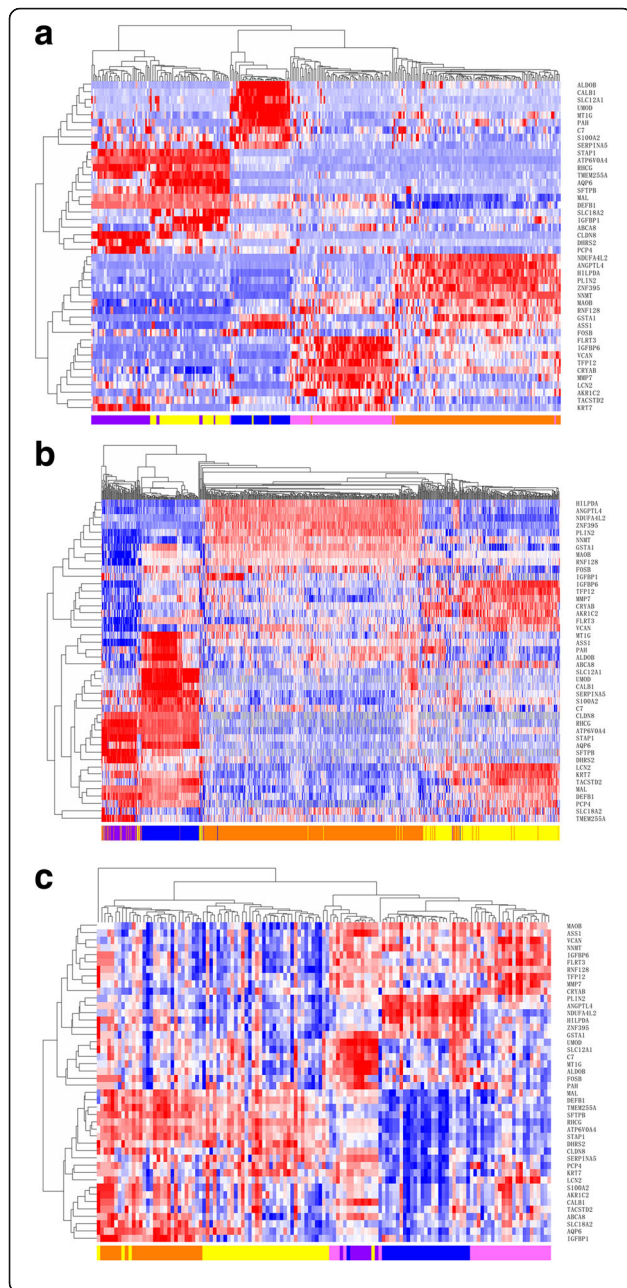 a
ALDOB
CALB1
SLC12A1
UMOD
MT1G
PAH
C7
S100A2
SERPINA5
STAP1
ATP6V0A4
RHCG
TMEM255A
AQP6
SFTPB
MAL
DEFB1
SLC18A2
IGFBP1
ABCA8
CLDN8
DHRS2
PCP4
NDUFA4L2
ANGPTL4
HILPDA
PLIN2
ZNF395
NNMT
MAOB
RNF128
GSTA1
ASS1
FOSB
FLRT3
IGFBP6
VCAN
TFPI2
CRYAB
MMP7
LCN2
AKR1C2
TACSTD2
KRT7
b
HILPDA
ANGPTL4
NDUFA4L2
ZNF395
PLIN2
NNMT
GSTA1
MAOB
RNF128
FOSB
IGFBP1
IGFBP6
TFPI2
MMP7
CRYAB
AKR1C2
FLRT3
VCAN
MT1G
ASS1
PAH
ALDOB
ABCA8
SLC12A1
UMOD
CALB1
SERPINA5
S100A2
C7
CLDN8
RHCG
ATP6V0A4
STAP1
AQP6
SFTPB
DHRS2
LCN2
KRT7
TACSTD2
MAL
DEFB1
PCP4
SLC18A2
TMEM255A
c
MAOB
ASS1
VCAN
NNMT
IGFBP6
FLRT3
RNF128
TFPI2
MMP7
CRYAB
PLIN2
ANGPTL4
NDUFA4L2
HILPDA
ZNF395
GSTA1
UMOD
SLC12A1
C7
MT1G
ALDOB
FOSB
PAH
MAL
DEFB1
TMEM255A
SFTPB
RHCG
ATP6V0A4
STAP1
DHRS2
CLDN8
SERPINA5
PCP4
KRT7
LCN2
S100A2
AKR1C2
CALB1
TACSTD2
ABCA8
SLC18A2
AQP6
IGFBP1